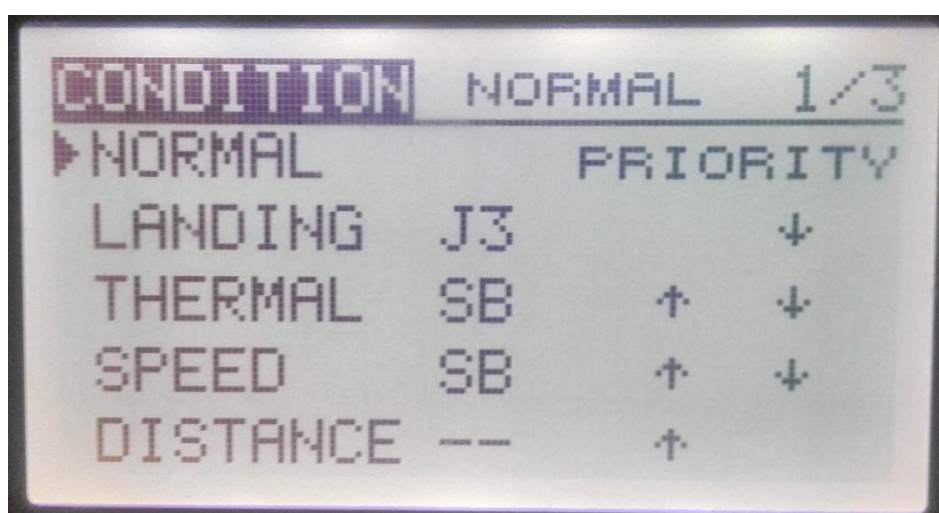 CONDITION NORMAL 1/3
▶NORMAL PRIORITY
LANDING J3 ↓
THERMAL SB ↑ ↓
SPEED SB ↑ ↓
DISTANCE -- ↑